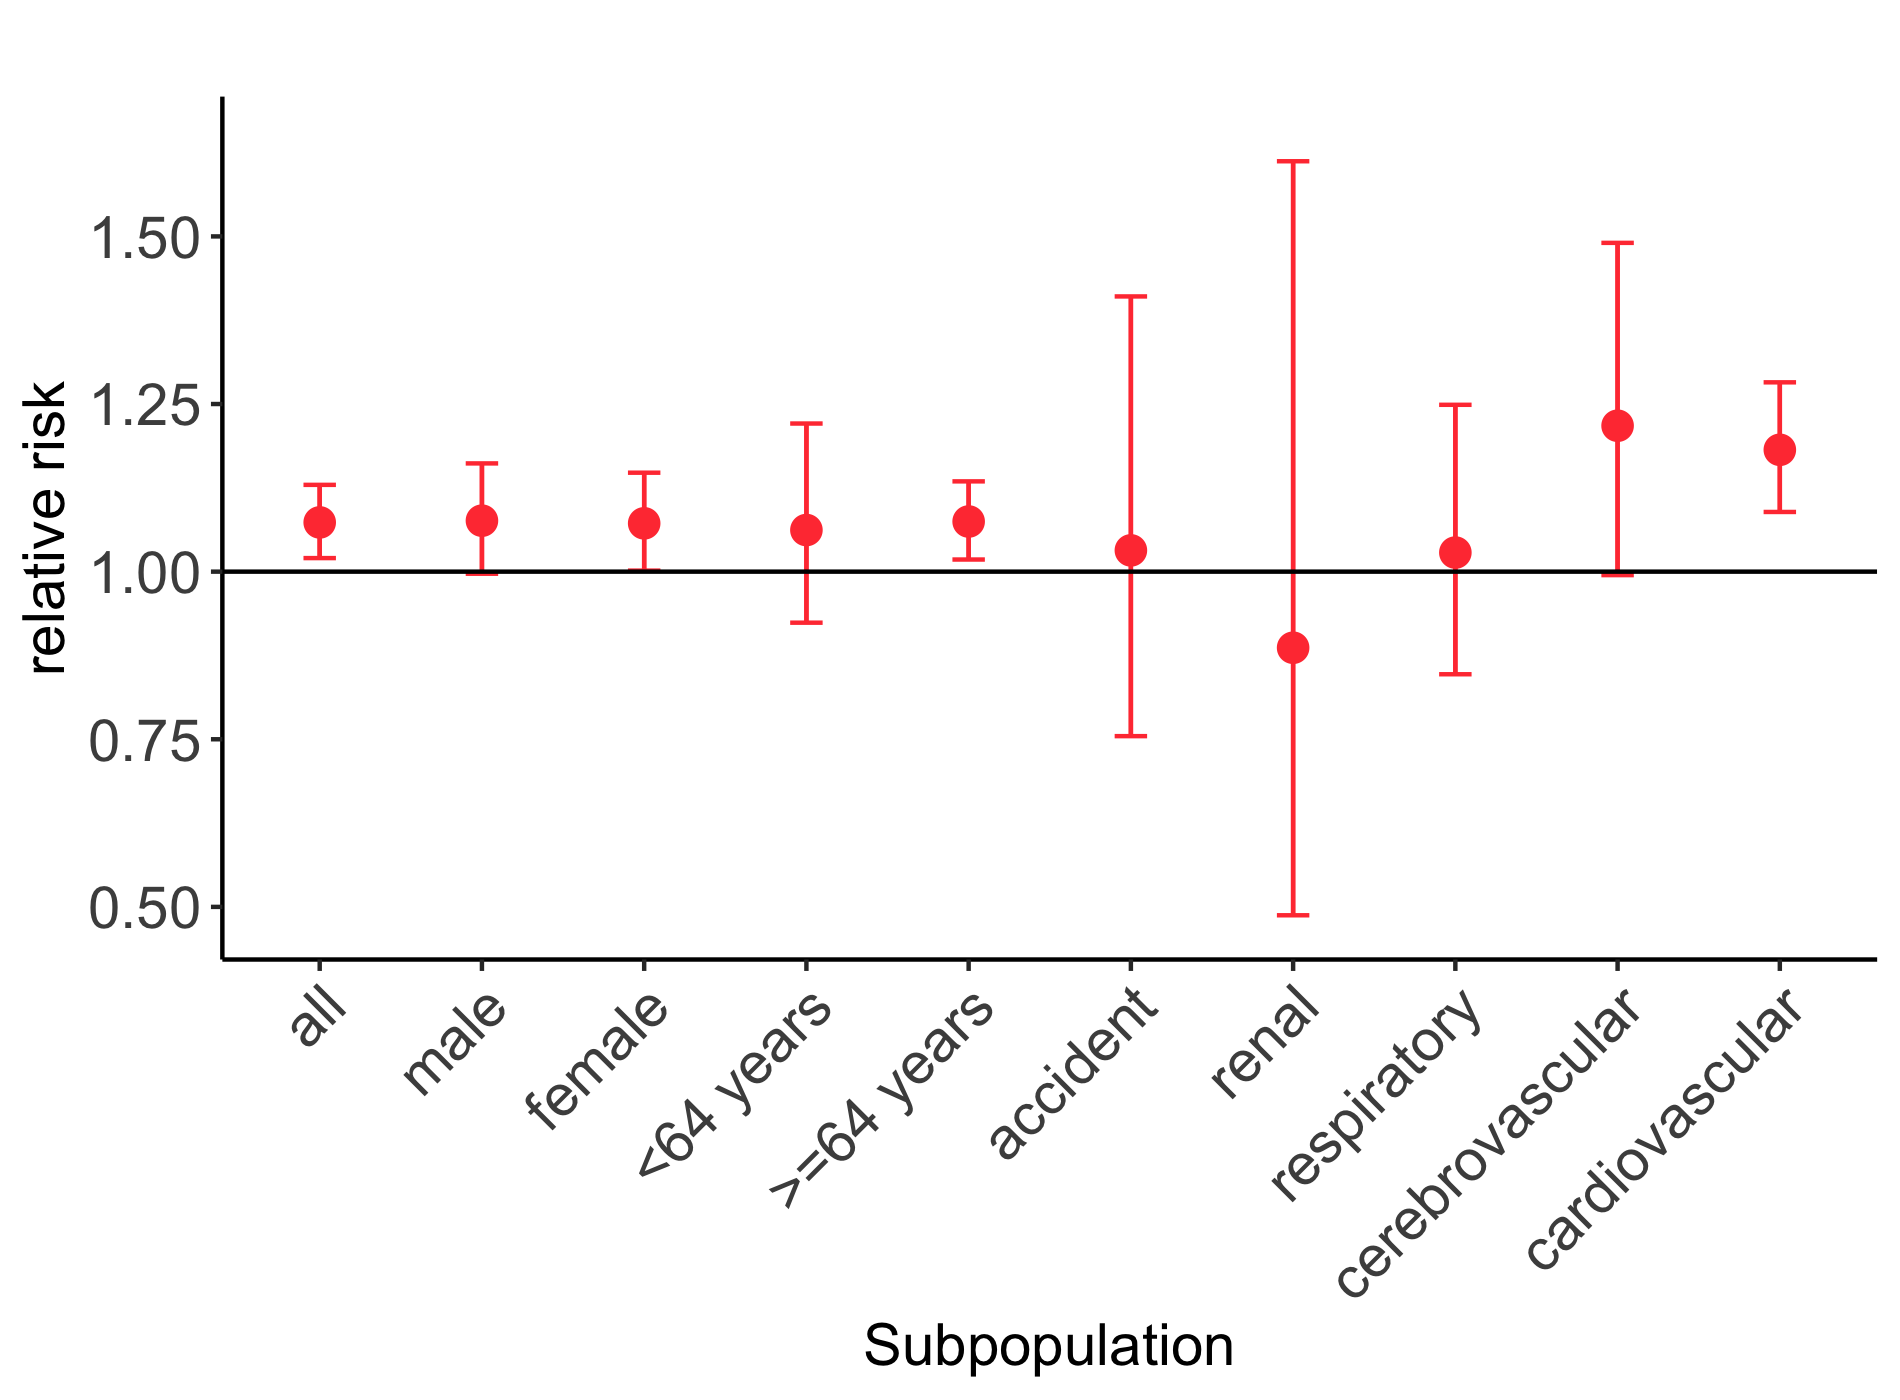 relative risk
1.50
1.25
1.00
0.75
0.50
all
male
female
<64 years
>=64 years
accident
renal
respiratory
cerebrovascular
cardiovascular
Subpopulation